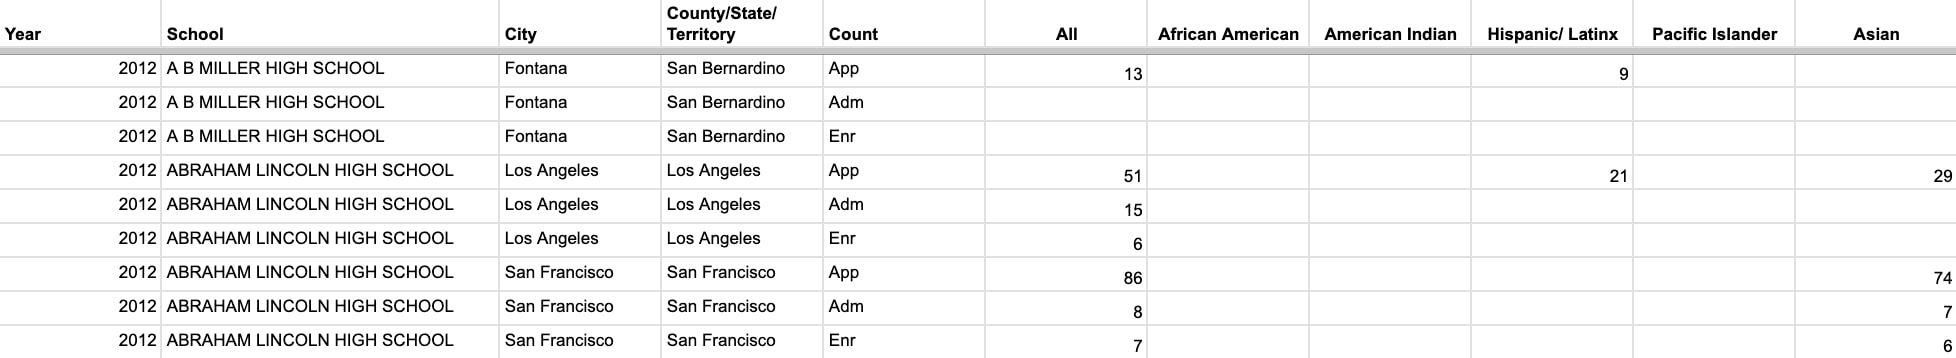 Year School City County/State/ Territory Count All African American American Indian Hispanic/ Latinx Pacific Islander Asian
2012 A B MILLER HIGH SCHOOL Fontana San Bernardino App 13 9
2012 A B MILLER HIGH SCHOOL Fontana San Bernardino Adm
2012 A B MILLER HIGH SCHOOL Fontana San Bernardino Enr
2012 ABRAHAM LINCOLN HIGH SCHOOL Los Angeles Los Angeles App 51 21 29
2012 ABRAHAM LINCOLN HIGH SCHOOL Los Angeles Los Angeles Adm 15
2012 ABRAHAM LINCOLN HIGH SCHOOL Los Angeles Los Angeles Enr 6
2012 ABRAHAM LINCOLN HIGH SCHOOL San Francisco San Francisco App 86 74
2012 ABRAHAM LINCOLN HIGH SCHOOL San Francisco San Francisco Adm 8 7
2012 ABRAHAM LINCOLN HIGH SCHOOL San Francisco San Francisco Enr 7 6